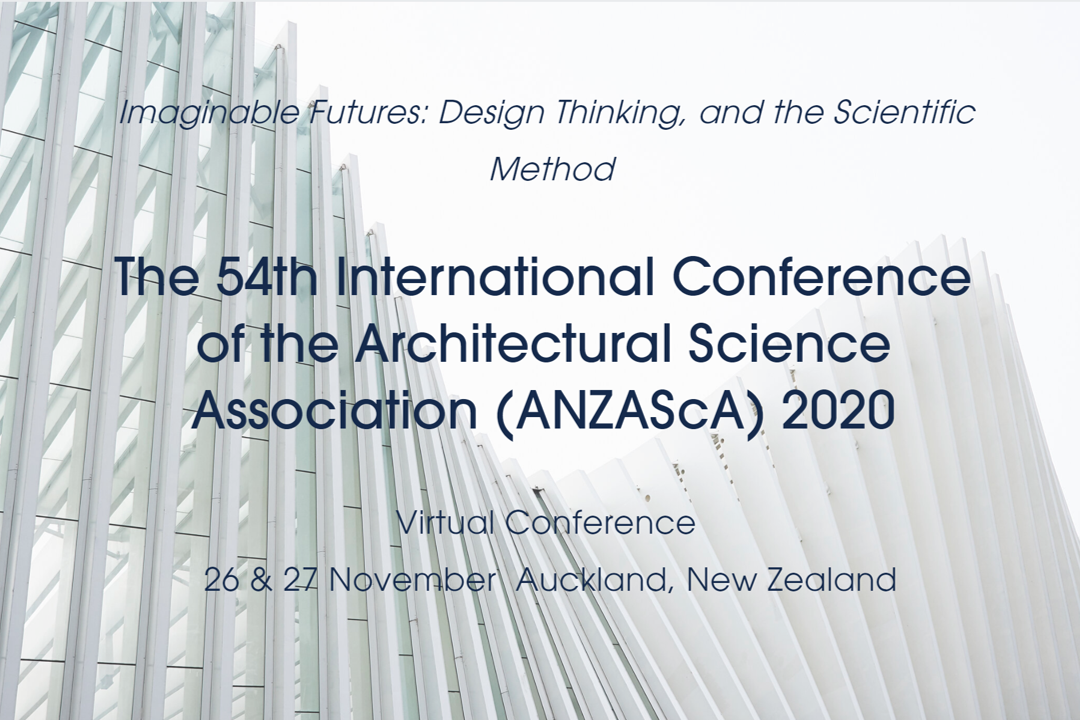 Imaginable Futures: Design Thinking, and the Scientific
Method
The 54th International Conference
of the Architectural Science
Association (ANZAScA) 2020
Virtual Conference
26 & 27 November  Auckland, New Zealand